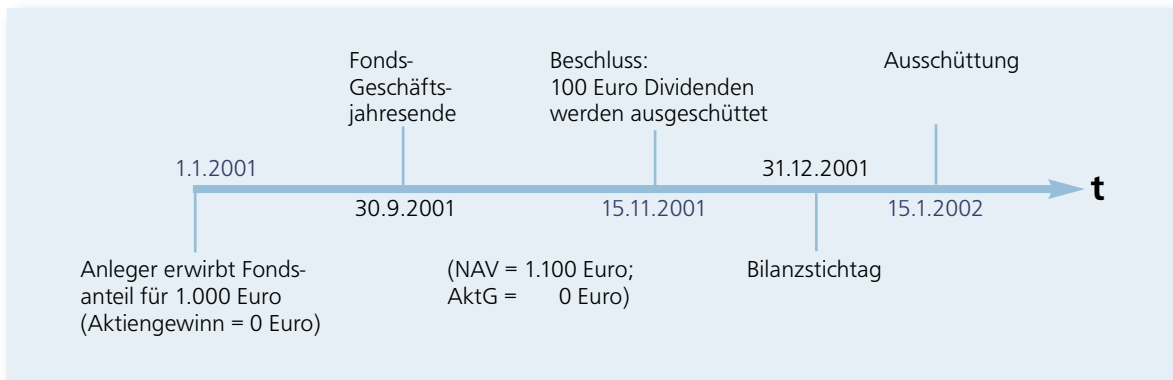 Fonds-
Geschäfts-
jahresende
Beschluss:
100 Euro Dividenden
werden ausgeschüttet
Ausschüttung
1.1.2001
31.12.2001
t
30.9.2001
15.11.2001
15.1.2002
Anleger erwirbt Fonds-
anteil für 1.000 Euro
(Aktiengewinn = 0 Euro)
(NAV = 1.100 Euro;
AktG = 0 Euro)
Bilanzstichtag